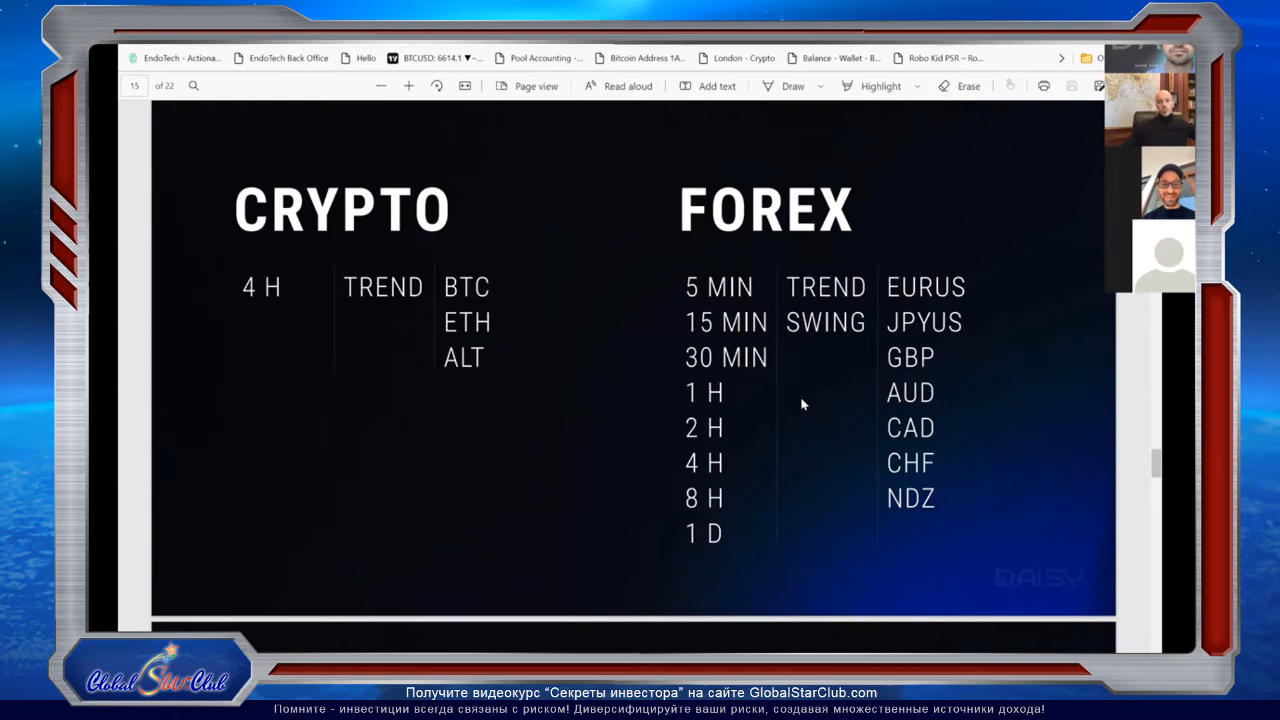 EndoTech - Actiona...
EndoTech Back Office
Hello
17 BTCUSD: 6614.1 ▼−...
Pool Accounting -...
Bitcoin Address 1A...
London - Crypto
Balance - Wallet - B...
Robo Kid PSR – Ro...
15 of 22
Page view
Read aloud
Add text
Draw
Highlight
Erase
CRYPTO
4 H TREND BTC
ETH
ALT
FOREX
5 MIN TREND EURUS
15 MIN SWING JPYUS
30 MIN GBP
1 H AUD
2 H CAD
4 H CHF
8 H NDZ
1 D
DAISY
Global Star Club
Получите видеокурс “Секреты инвестора” на сайте GlobalStarClub.com
Помните - инвестиции всегда связаны с риском! Диверсифицируйте ваши риски, создавая множественные источники дохода!